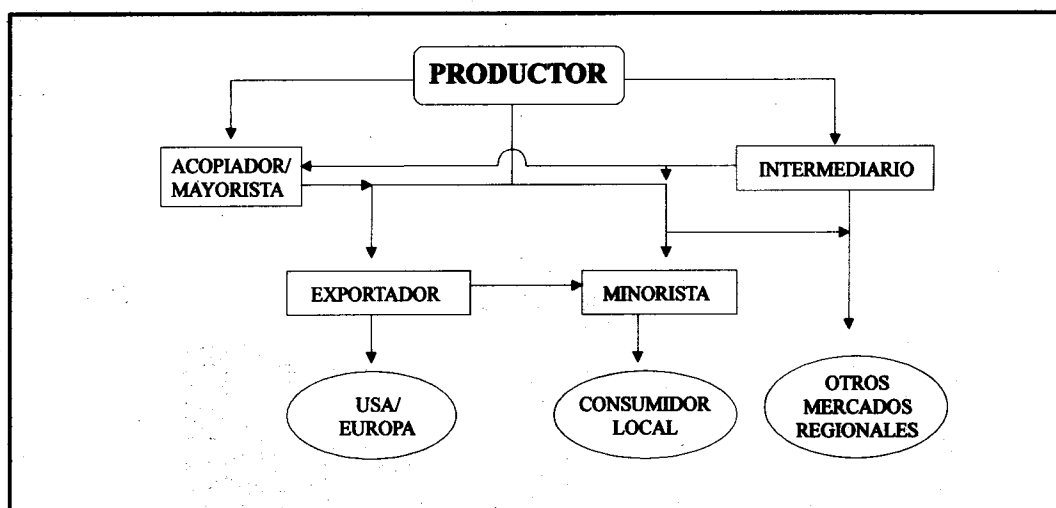 PRODUCTOR
ACOPIADOR/
MAYORISTA
INTERMEDIARIO
EXPORTADOR
MINORISTA
USA/
EUROPA
CONSUMIDOR
LOCAL
OTROS
MERCADOS
REGIONALES